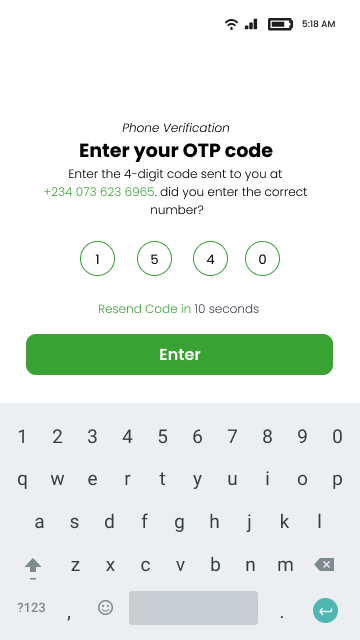 5:18 AM
Phone Verification
Enter your OTP code
Enter the 4-digit code sent to you at
+234 073 623 6965. did you enter the correct
number?
1 5 4 0
Resend Code in 10 seconds
Enter
1 2 3 4 5 6 7 8 9 0
q w e r t y u i o p
a s d f g h j k l
z x c v b n m
?123 , .